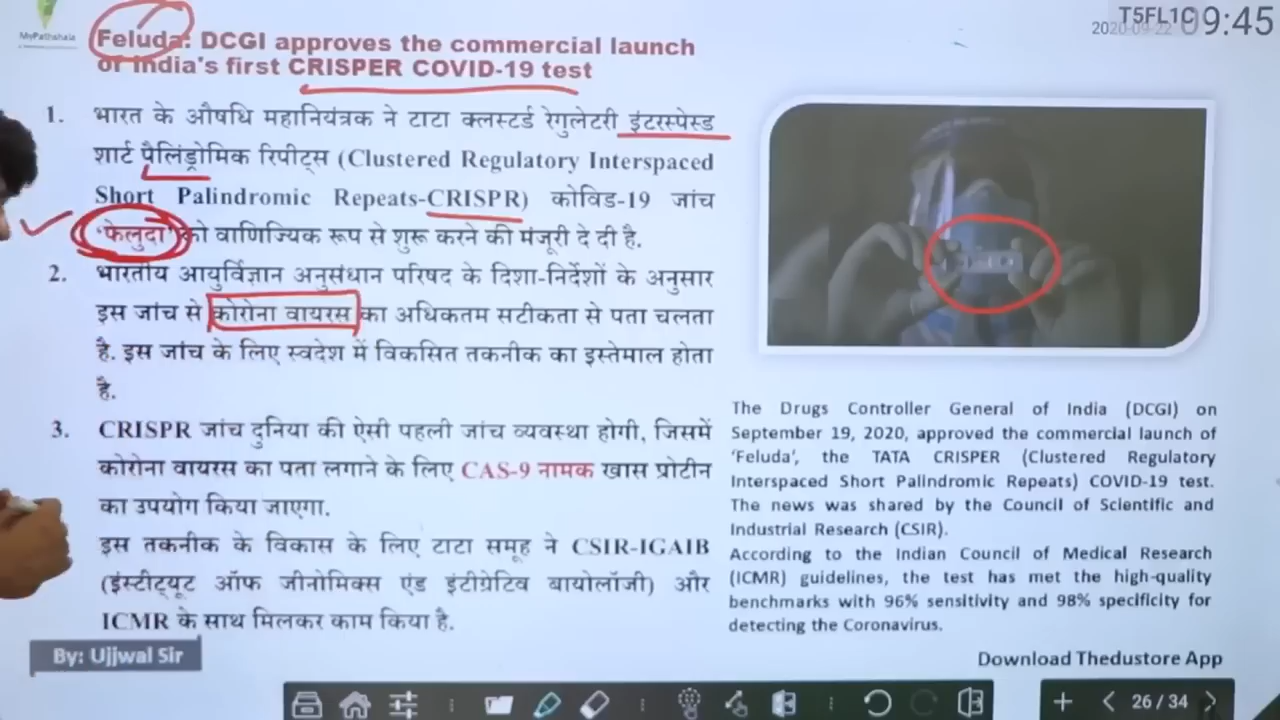 MyPathshala
Feluda: DCGI approves the commercial launch
of India's first CRISPER COVID-19 test
T5FL1C
2020-09-22
09:45
1. भारत के औषधि महानियंत्रक ने टाटा क्लस्टर्ड रेगुलेटरी इंटरस्पेस्ड
शार्ट पैलिंड्रोमिक रिपीट्स (Clustered Regulatory Interspaced
Short Palindromic Repeats-CRISPR) कोविड-19 जांच
'फेलुदा' को वाणिज्यिक रूप से शुरू करने की मंजूरी दे दी है.
2. भारतीय आयुर्विज्ञान अनुसंधान परिषद के दिशा-निर्देशों के अनुसार
इस जांच से कोरोना वायरस का अधिकतम सटीकता से पता चलता
है. इस जांच के लिए स्वदेश में विकसित तकनीक का इस्तेमाल होता
है.
3. CRISPR जांच दुनिया की ऐसी पहली जांच व्यवस्था होगी, जिसमें
कोरोना वायरस का पता लगाने के लिए CAS-9 नामक खास प्रोटीन
का उपयोग किया जाएगा.
इस तकनीक के विकास के लिए टाटा समूह ने CSIR-IGAIB
(इंस्टीट्यूट ऑफ जीनोमिक्स एंड इंटीग्रेटिव बायोलॉजी) और
ICMR के साथ मिलकर काम किया है.
The Drugs Controller General of India (DCGI) on
September 19, 2020, approved the commercial launch of
‘Feluda’, the TATA CRISPER (Clustered Regulatory
Interspaced Short Palindromic Repeats) COVID-19 test.
The news was shared by the Council of Scientific and
Industrial Research (CSIR).
According to the Indian Council of Medical Research
(ICMR) guidelines, the test has met the high-quality
benchmarks with 96% sensitivity and 98% specificity for
detecting the Coronavirus.
By: Ujjwal Sir
Download Thedustore App
26 / 34